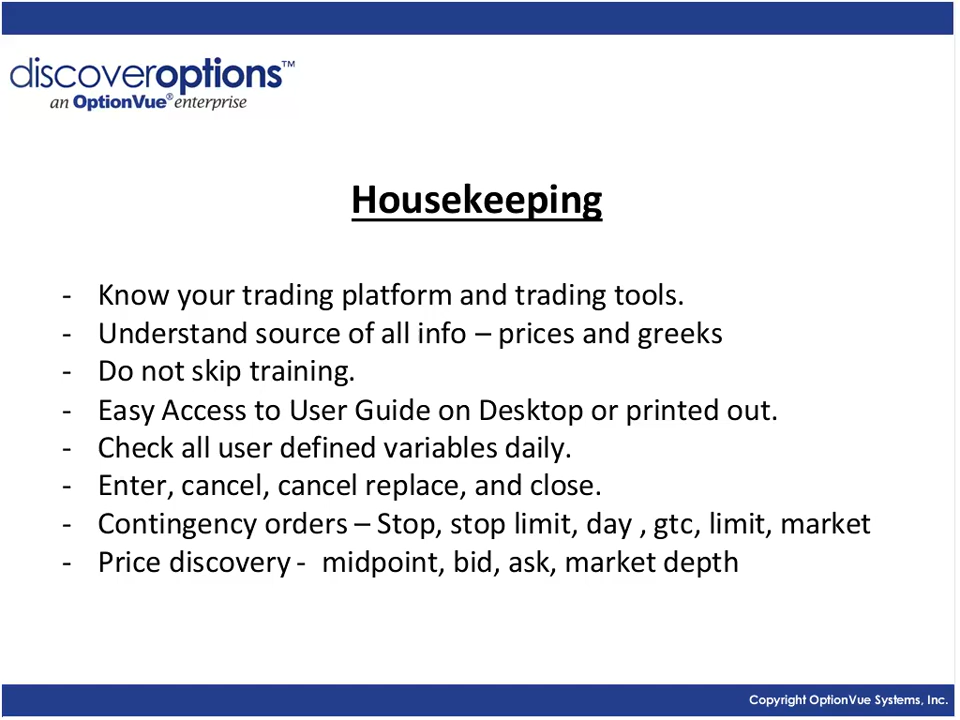 discoveroptions™
an OptionVue® enterprise
Housekeeping
- Know your trading platform and trading tools.
- Understand source of all info – prices and greeks
- Do not skip training.
- Easy Access to User Guide on Desktop or printed out.
- Check all user defined variables daily.
- Enter, cancel, cancel replace, and close.
- Contingency orders – Stop, stop limit, day , gtc, limit, market
- Price discovery - midpoint, bid, ask, market depth
Copyright OptionVue Systems, Inc.